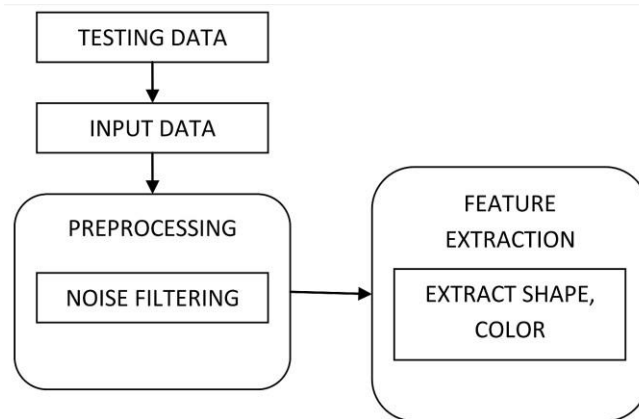 TESTING DATA
INPUT DATA
PREPROCESSING
NOISE FILTERING
FEATURE
EXTRACTION
EXTRACT SHAPE,
COLOR